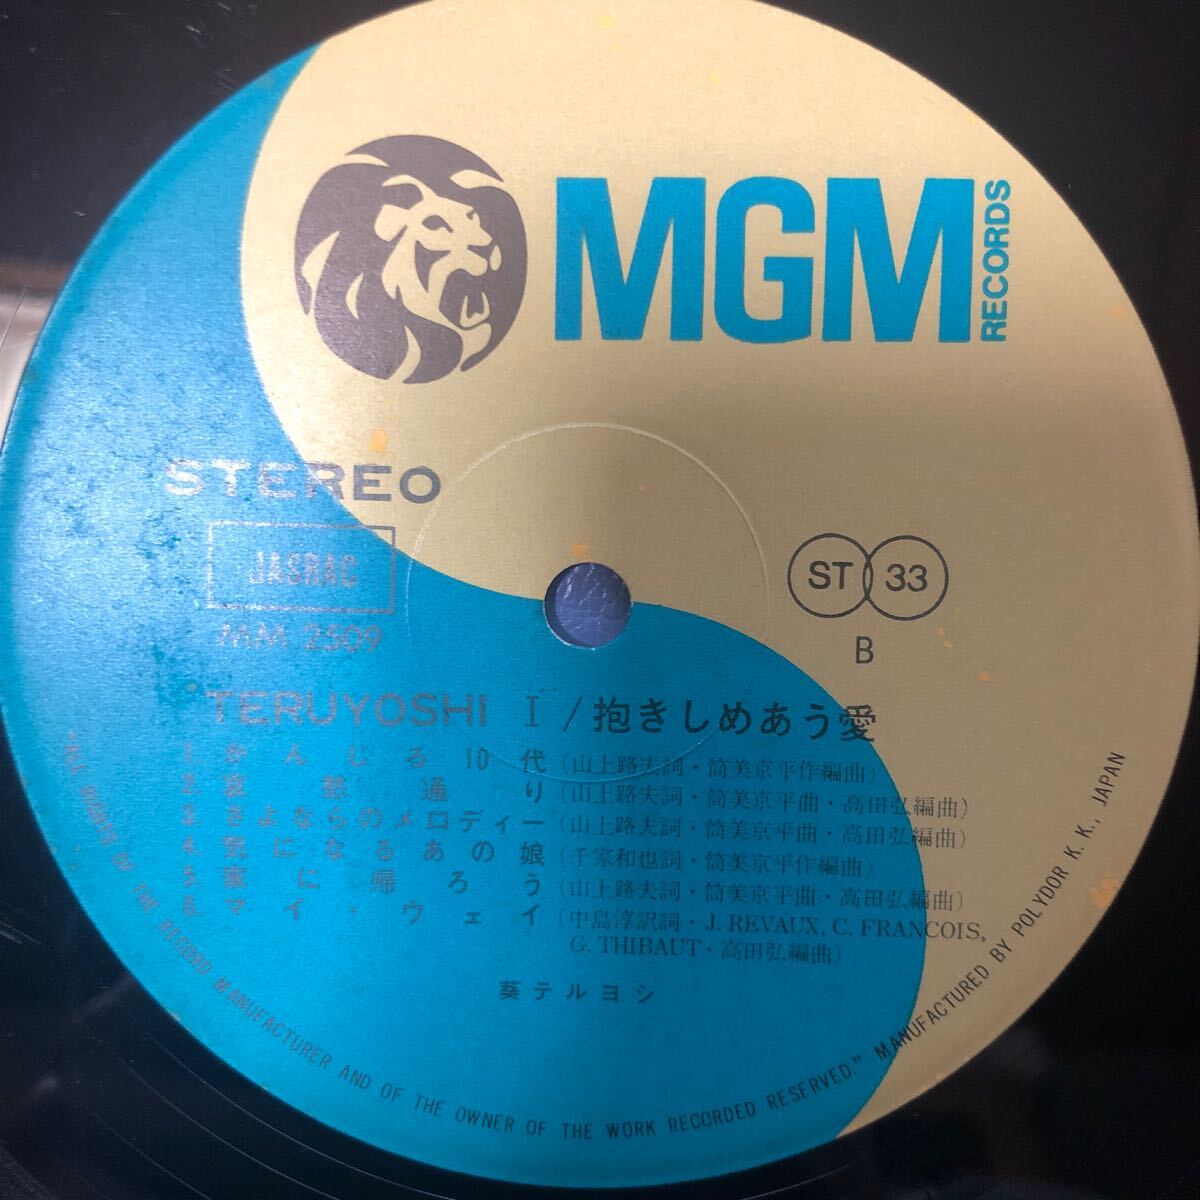 MGM
RECORDS
STEREO
JASRAC
MM 2509
ST 33
B
TERUYOSHI I / 抱きしめあう愛
1. かんじる10代 (山上路夫詞・筒美京平作編曲)
2. 哀愁通り (山上路夫詞・筒美京平曲・高田弘編曲)
3. さよならのメロディー (山上路夫詞・筒美京平曲・高田弘編曲)
4. 気になるあの娘 (千家和也詞・筒美京平作編曲)
5. 家に帰ろう (山上路夫詞・筒美京平曲・高田弘編曲)
6. マイ・ウェイ (中島淳訳詞・J. REVAUX, C. FRANCOIS,
G. THIBAUT・高田弘編曲)
葵テルヨシ
"ALL RIGHTS OF THE RECORD MANUFACTURER AND OF THE OWNER OF THE WORK RECORDED RESERVED." MANUFACTURED BY POLYDOR K. K., JAPAN